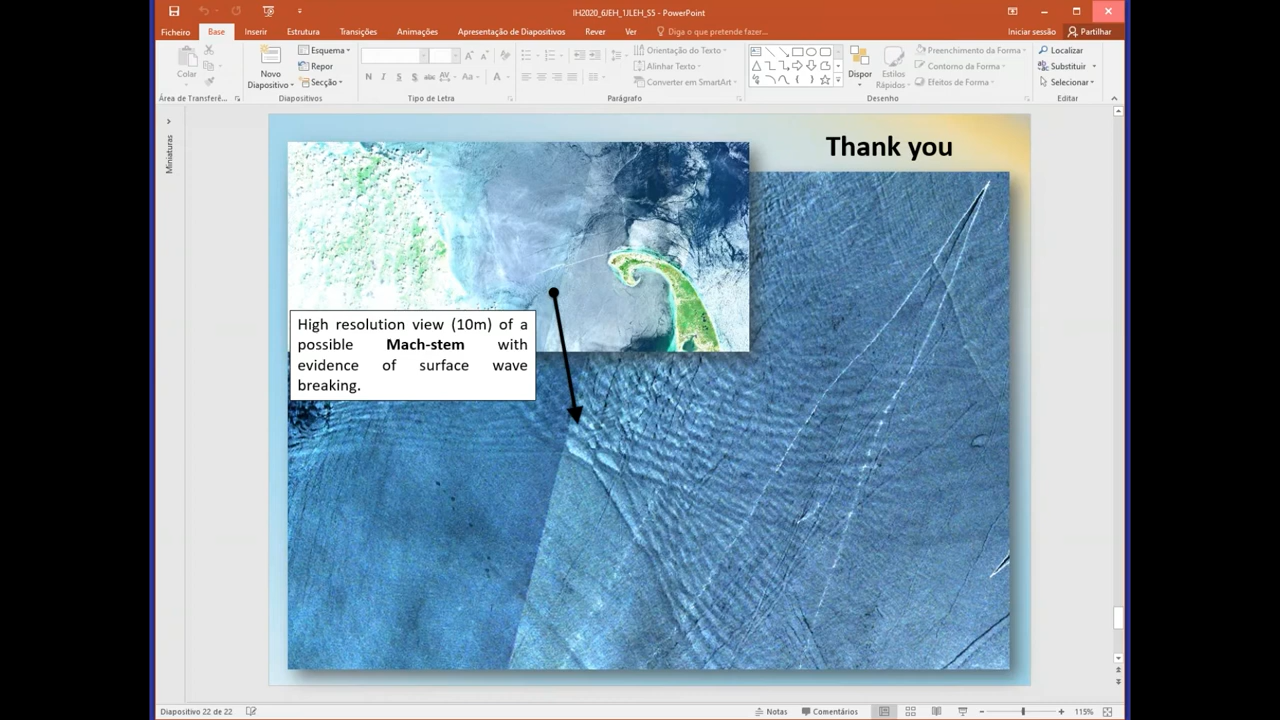 IH2020_6JEH_1JLEH_S5 - PowerPoint
Ficheiro Base Inserir Estrutura Transições Animações Apresentação de Diapositivos Rever Ver Diga o que pretende fazer... Iniciar sessão Partilhar
Colar
Novo
Diapositivo
Esquema
Repor
Secção
N I S S abc AV Aa A
Orientação do Texto
Alinhar Texto
Converter em SmartArt
Dispor
Estilos
Rápidos
Preenchimento da Forma
Contorno da Forma
Efeitos de Forma
Localizar
Substituir
Selecionar
Área de Transferê... Diapositivos Tipo de Letra Parágrafo Desenho Editar
Miniaturas
Thank you
High resolution view (10m) of a
possible Mach-stem with
evidence of surface wave
breaking.
Diapositivo 22 de 22 Notas Comentários 115%